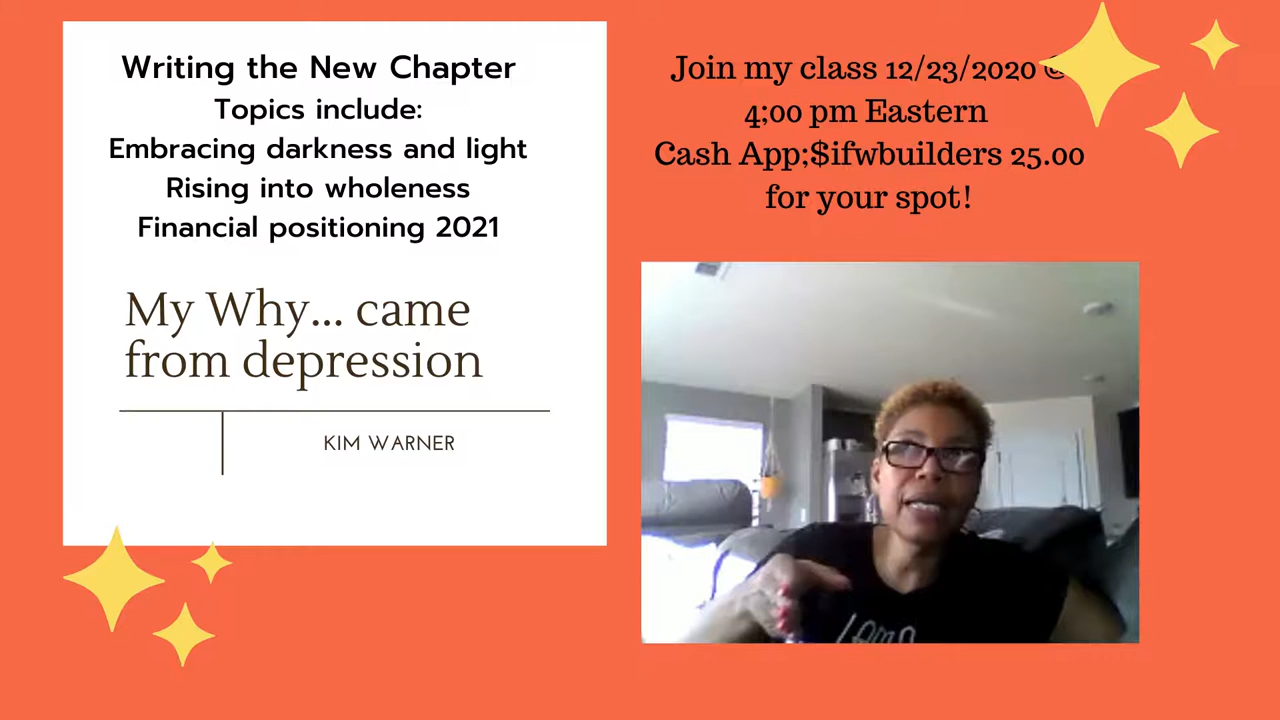 Writing the New Chapter
Topics include:
Embracing darkness and light
Rising into wholeness
Financial positioning 2021
My Why... came
from depression
KIM WARNER
Join my class 12/23/2020 @
4;00 pm Eastern
Cash App;$ifwbuilders 25.00
for your spot!
I AM A